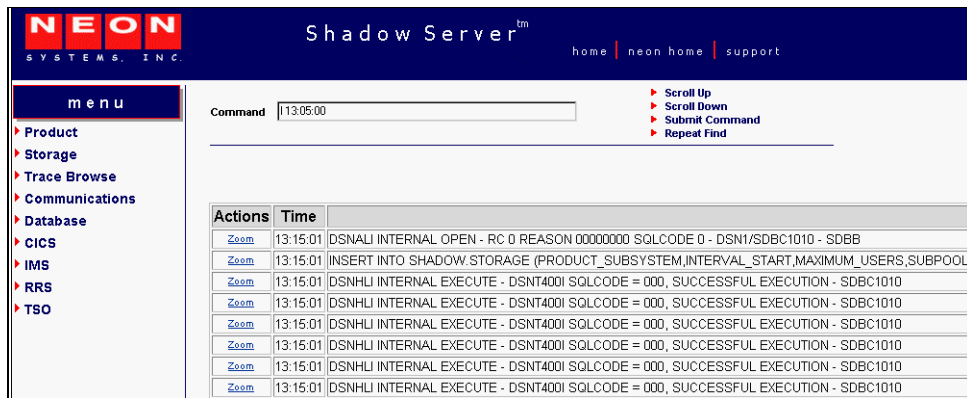 NEON
SYSTEMS, INC.
Shadow Server™
home | neon home | support
menu
Product
Storage
Trace Browse
Communications
Database
CICS
IMS
RRS
TSO
Command l 13:05:00
Scroll Up
Scroll Down
Submit Command
Repeat Find
Actions Time
Zoom 13:15:01 DSNALI INTERNAL OPEN - RC 0 REASON 00000000 SQLCODE 0 - DSN1/SDBC1010 - SDBB
Zoom 13:15:01 INSERT INTO SHADOW.STORAGE (PRODUCT_SUBSYSTEM,INTERVAL_START,MAXIMUM_USERS,SUBPOOL
Zoom 13:15:01 DSNHLI INTERNAL EXECUTE - DSNT400I SQLCODE = 000, SUCCESSFUL EXECUTION - SDBC1010
Zoom 13:15:01 DSNHLI INTERNAL EXECUTE - DSNT400I SQLCODE = 000, SUCCESSFUL EXECUTION - SDBC1010
Zoom 13:15:01 DSNHLI INTERNAL EXECUTE - DSNT400I SQLCODE = 000, SUCCESSFUL EXECUTION - SDBC1010
Zoom 13:15:01 DSNHLI INTERNAL EXECUTE - DSNT400I SQLCODE = 000, SUCCESSFUL EXECUTION - SDBC1010
Zoom 13:15:01 DSNHLI INTERNAL EXECUTE - DSNT400I SQLCODE = 000, SUCCESSFUL EXECUTION - SDBC1010
Zoom 13:15:01 DSNHLI INTERNAL EXECUTE - DSNT400I SQLCODE = 000, SUCCESSFUL EXECUTION - SDBC1010